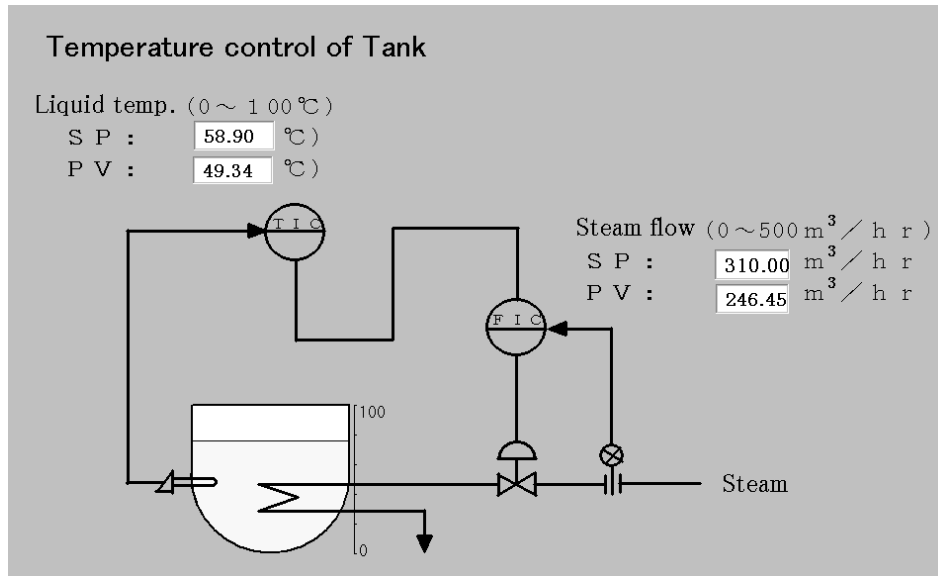 Temperature control of Tank
Liquid temp. (0～100℃)
SP: 58.90 ℃)
PV: 49.34 ℃)
TIC
Steam flow (0～500m³／hr)
SP: 310.00 m³／hr
PV: 246.45 m³／hr
FIC
100
Steam
0